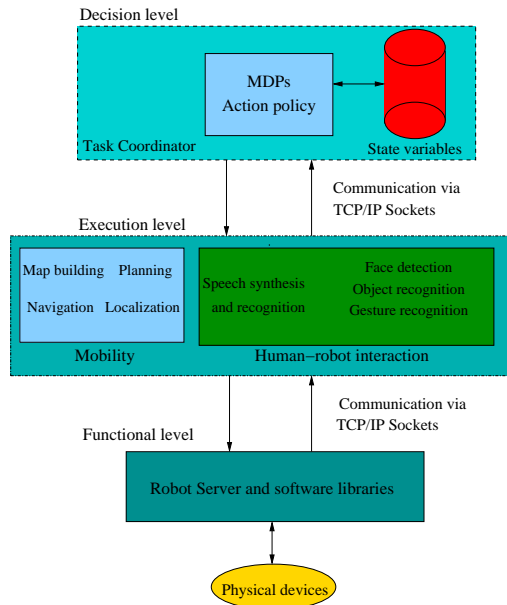 Decision level
MDPs
Action policy
Task Coordinator
State variables
Communication via
TCP/IP Sockets
Execution level
Map building
Planning
Navigation
Localization
Mobility
Speech synthesis
and recognition
Face detection
Object recognition
Gesture recognition
Human−robot interaction
Communication via
TCP/IP Sockets
Functional level
Robot Server and software libraries
Physical devices